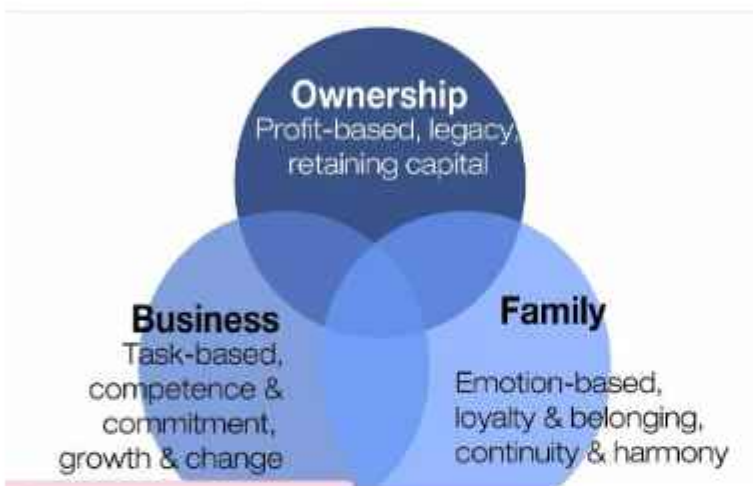 Ownership
Profit-based, legacy,
retaining capital
Business
Task-based,
competence &
commitment,
growth & change
Family
Emotion-based,
loyalty & belonging,
continuity & harmony